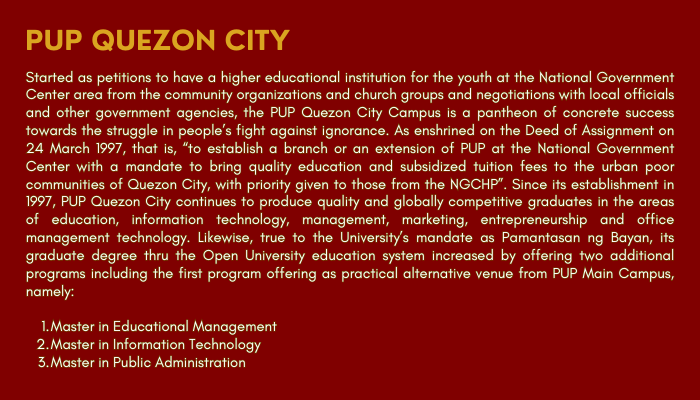 PUP QUEZON CITY
Started as petitions to have a higher educational institution for the youth at the National Government
Center area from the community organizations and church groups and negotiations with local officials
and other government agencies, the PUP Quezon City Campus is a pantheon of concrete success
towards the struggle in people's fight against ignorance. As enshrined on the Deed of Assignment on
24 March 1997, that is, “to establish a branch or an extension of PUP at the National Government
Center with a mandate to bring quality education and subsidized tuition fees to the urban poor
communities of Quezon City, with priority given to those from the NGCHP”. Since its establishment in
1997, PUP Quezon City continues to produce quality and globally competitive graduates in the areas
of education, information technology, management, marketing, entrepreneurship and office
management technology. Likewise, true to the University's mandate as Pamantasan ng Bayan, its
graduate degree thru the Open University education system increased by offering two additional
programs including the first program offering as practical alternative venue from PUP Main Campus,
namely:
1. Master in Educational Management
2. Master in Information Technology
3. Master in Public Administration